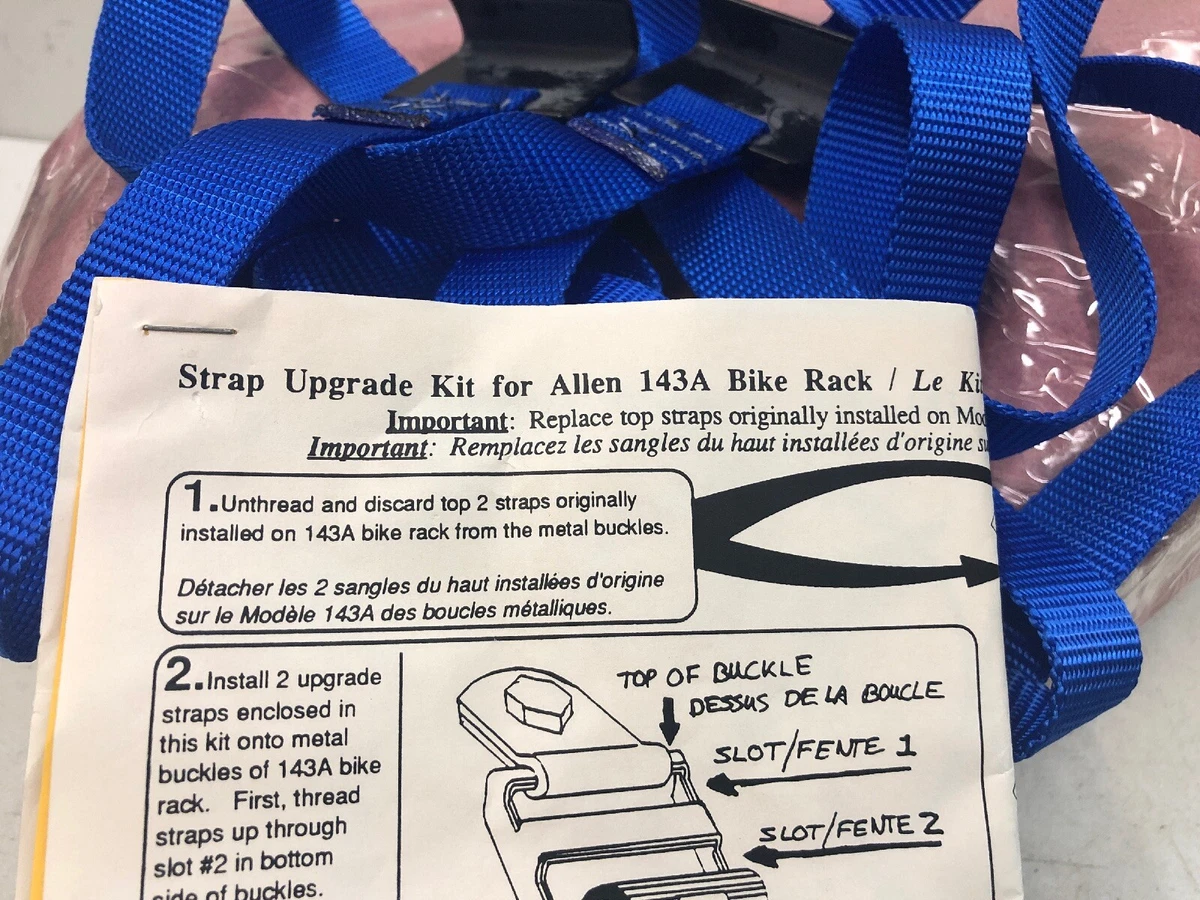 Strap Upgrade Kit for Allen 143A Bike Rack / Le
Important: Replace top straps originally installed on
Important: Remplacez les sangles du haut installées d'origine
1. Unthread and discard top 2 straps originally
installed on 143A bike rack from the metal buckles.
Détacher les 2 sangles du haut installées d'origine
sur le Modèle 143A des boucles métalliques.
2. Install 2 upgrade
straps enclosed in
this kit onto metal
buckles of 143A bike
rack. First, thread
straps up through
slot #2 in bottom
side of buckles.
TOP OF BUCKLE
DESSUS DE LA BOUCLE
SLOT/FENTE 1
SLOT/FENTE 2